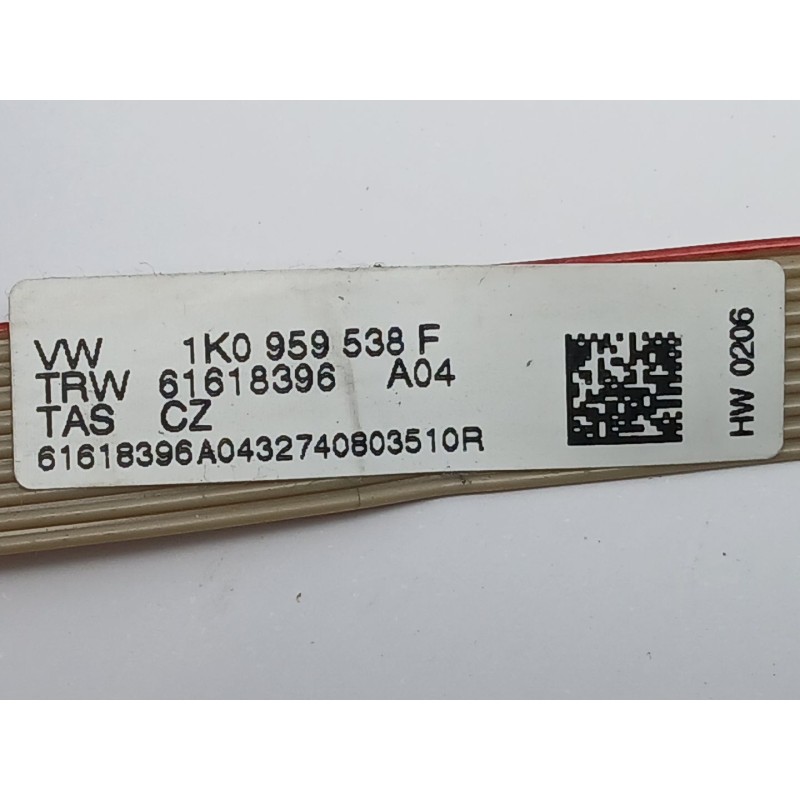 VW 1K0 959 538 F
TRW 61618396 A04
TAS CZ
61618396A0432740803510R
HW 0206